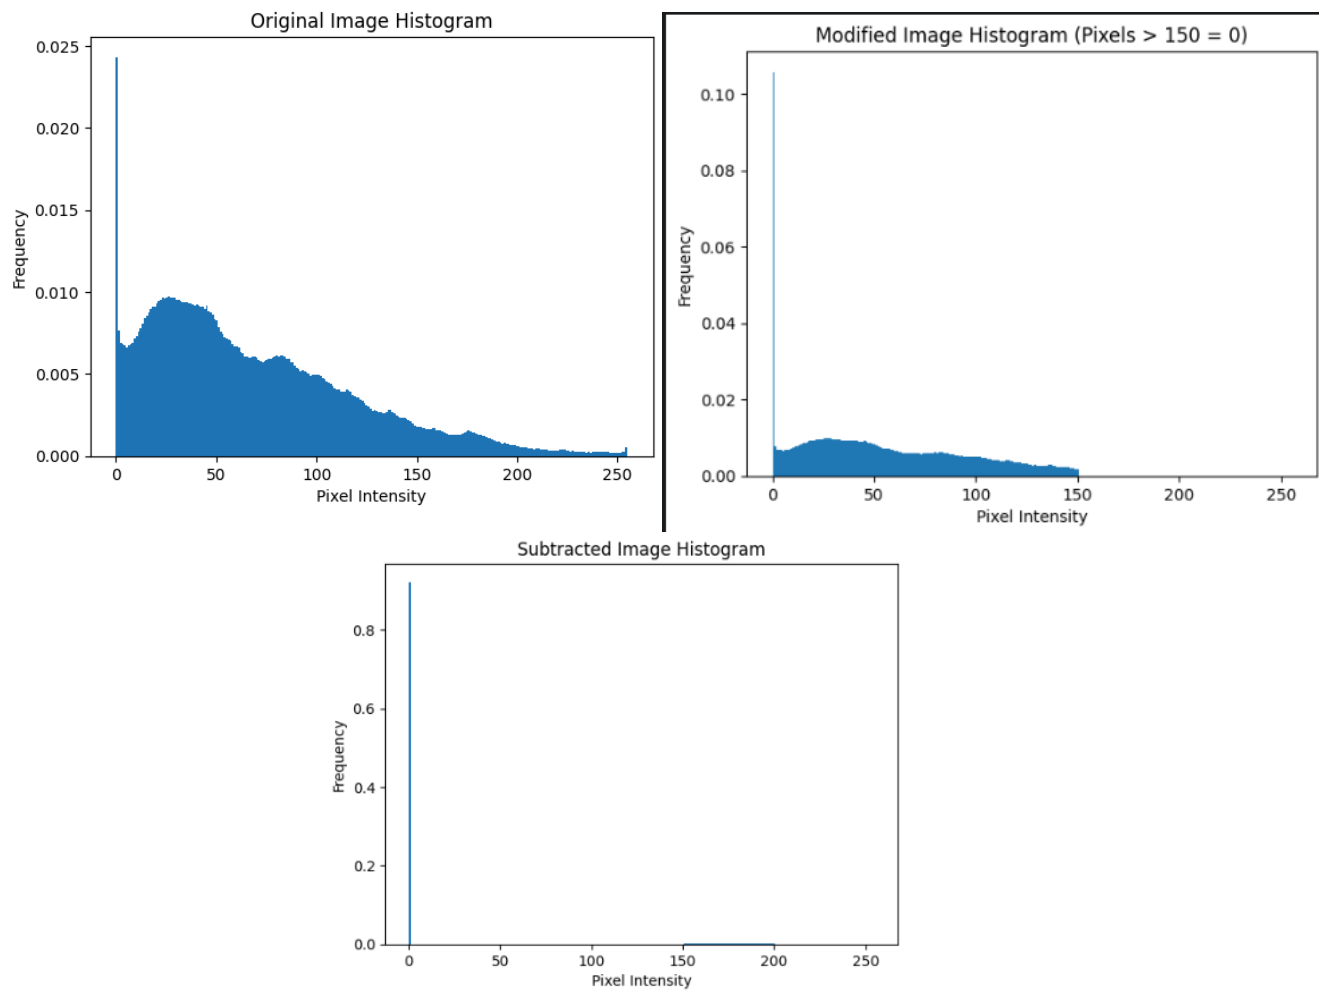 Original Image Histogram
0.025
0.020
0.015
0.010
0.005
0.000
Frequency
0 50 100 150 200 250
Pixel Intensity
Modified Image Histogram (Pixels > 150 = 0)
0.10
0.08
0.06
0.04
0.02
0.00
Frequency
0 50 100 150 200 250
Pixel Intensity
Subtracted Image Histogram
0.8
0.6
0.4
0.2
0.0
Frequency
0 50 100 150 200 250
Pixel Intensity